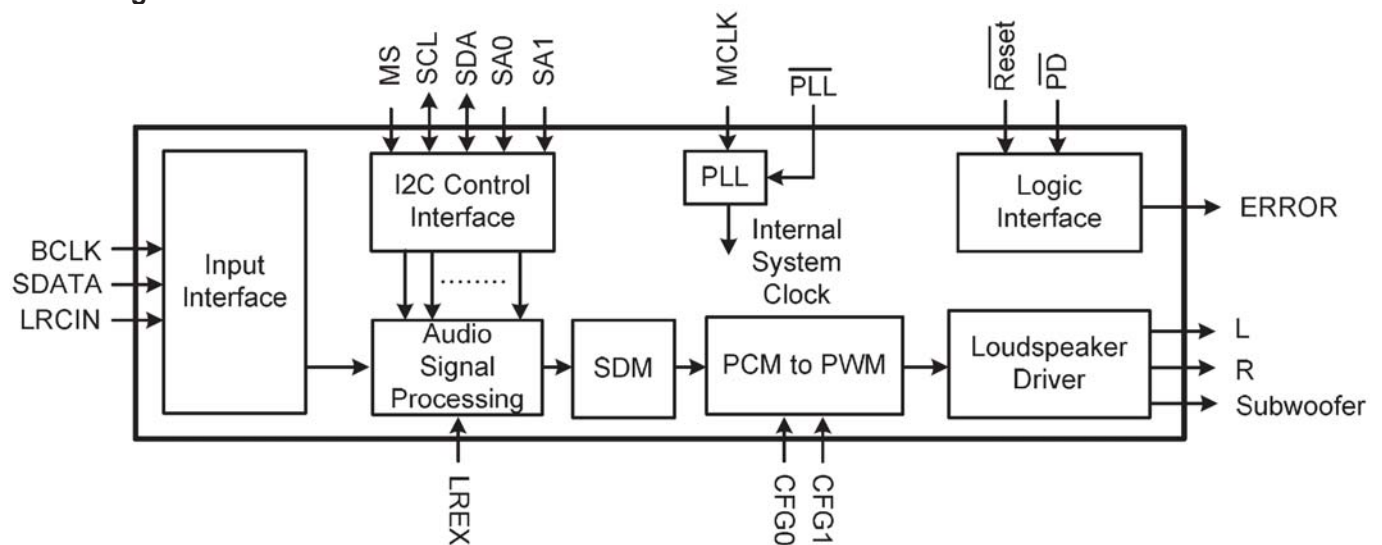 MS
SCL
SDA
SA0
SA1
MCLK
PLL
Reset
PD
I2C Control
Interface
PLL
Logic
Interface
ERROR
BCLK
SDATA
LRCIN
Input
Interface
........
Internal
System
Clock
Audio
Signal
Processing
SDM
PCM to PWM
Loudspeaker
Driver
L
R
Subwoofer
LREX
CFG0
CFG1